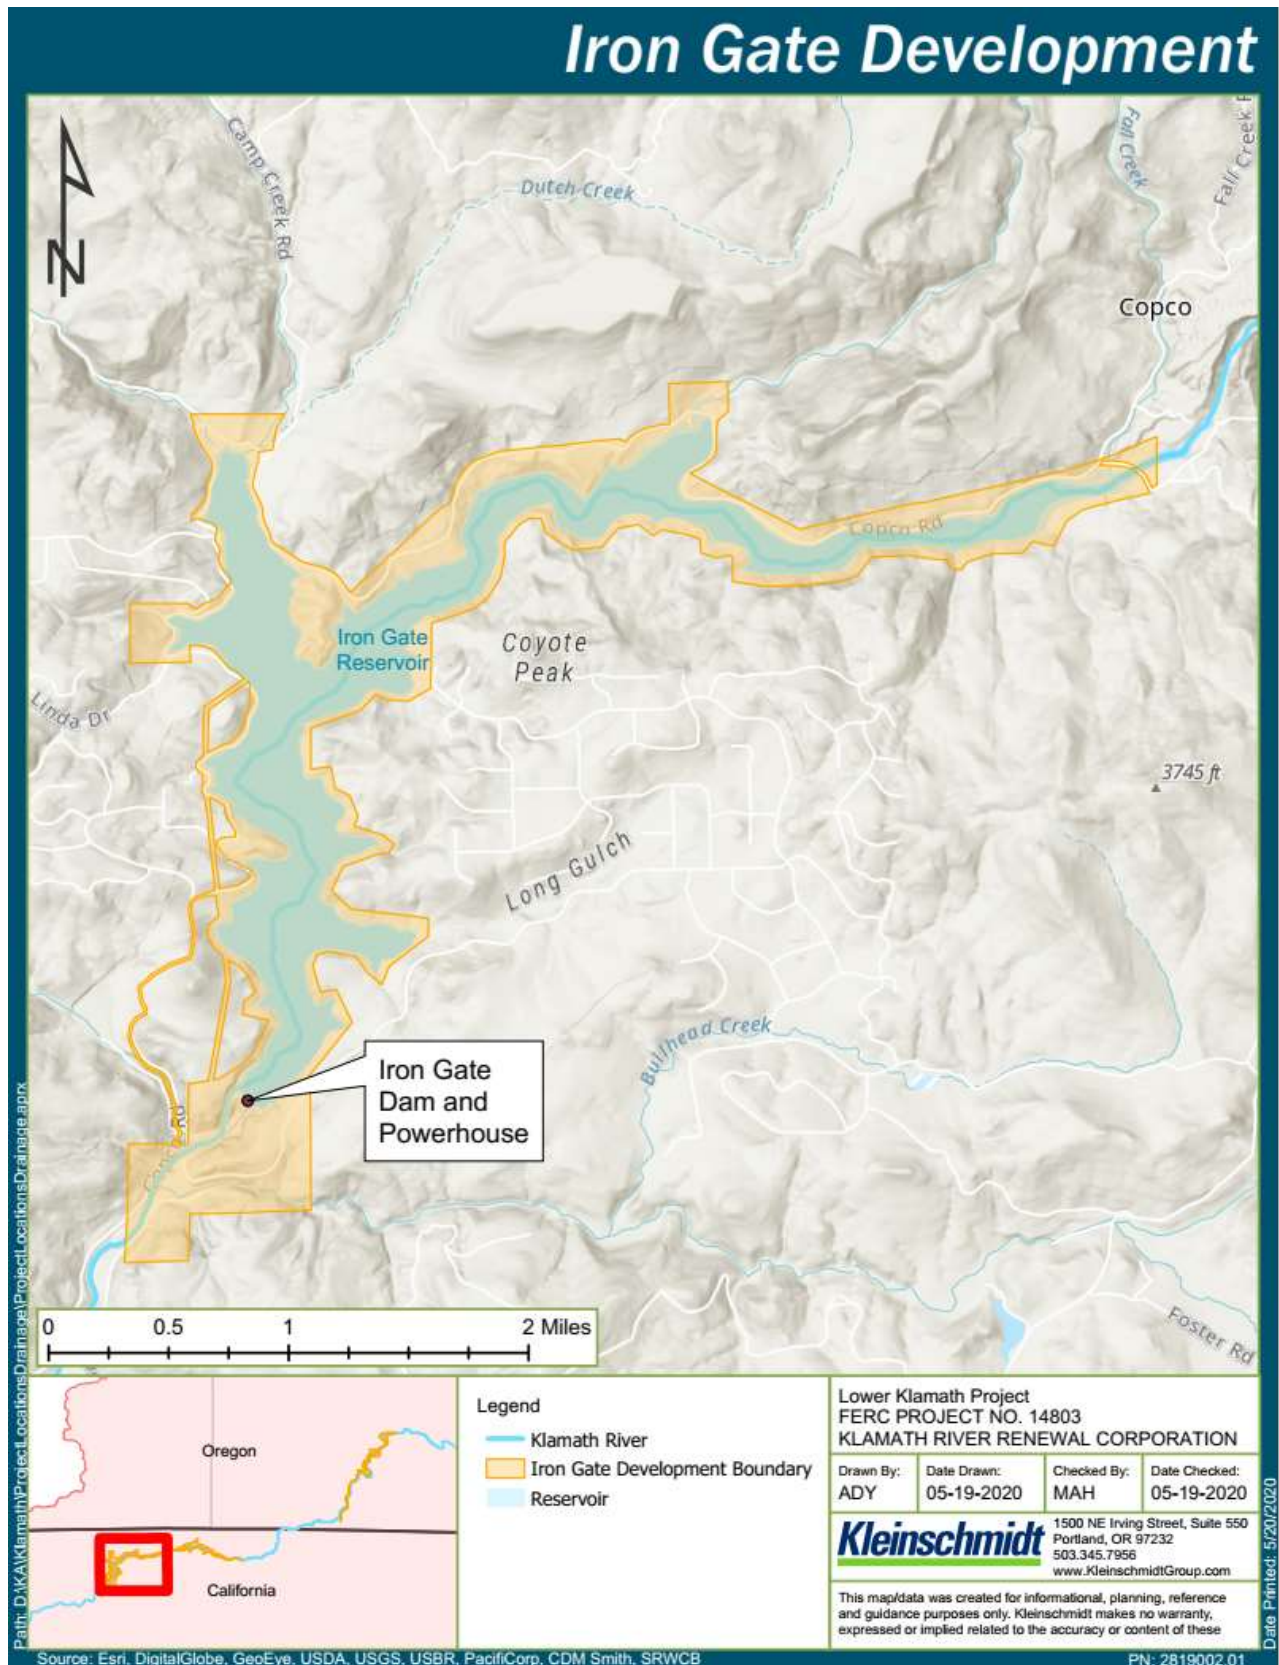 Iron Gate Development
Camp Creek Rd
Dutch Creek
Fall Creek
Fall Creek
N
Copco
Copco Rd
Iron Gate
Reservoir
Coyote
Peak
Linda Dr
3745 ft
Long Gulch
Bullhead Creek
Iron Gate
Dam and
Powerhouse
Rd
Foster Rd
0 0.5 1 2 Miles
Oregon
California
Legend
Klamath River
Iron Gate Development Boundary
Reservoir
Lower Klamath Project
FERC PROJECT NO. 14803
KLAMATH RIVER RENEWAL CORPORATION
Drawn By: Date Drawn: Checked By: Date Checked:
ADY 05-19-2020 MAH 05-19-2020
Kleinschmidt
1500 NE Irving Street, Suite 550
Portland, OR 97232
503.345.7956
www.KleinschmidtGroup.com
This map/data was created for informational, planning, reference
and guidance purposes only. Kleinschmidt makes no warranty,
expressed or implied related to the accuracy or content of these
Path: D:\KA\Klamath\ProjectLocationsDrainage\ProjectLocationsDrainage.aprx
Date Printed: 5/20/2020
Source: Esri, DigitalGlobe, GeoEye, USDA, USGS, USBR, PacifiCorp, CDM Smith, SRWCB
PN: 2819002.01